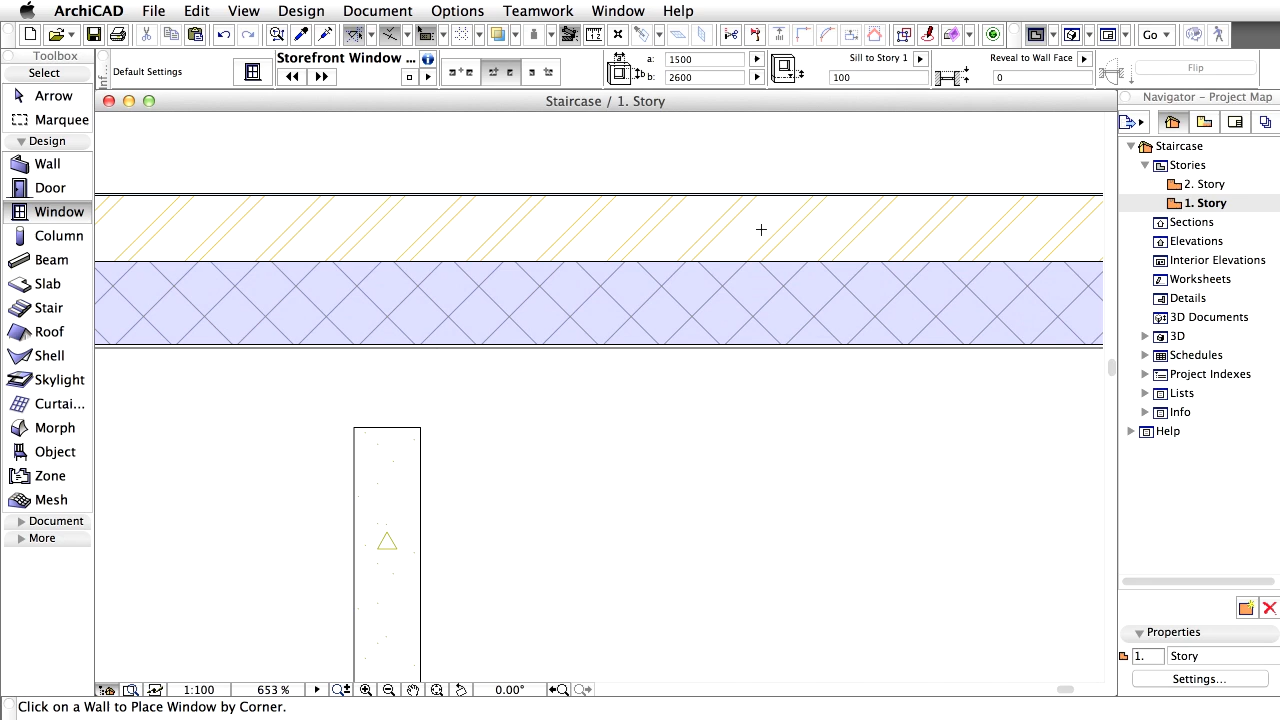 ArchiCAD File Edit View Design Document Options Teamwork Window Help
Go
Toolbox
Select
Arrow
Marquee
Design
Wall
Door
Window
Column
Beam
Slab
Stair
Roof
Shell
Skylight
Curtai...
Morph
Object
Zone
Mesh
Document
More
Default Settings
Storefront Window ...
a: 1500
b: 2600
Sill to Story 1
100
Reveal to Wall Face
0
Flip
Staircase / 1. Story
Navigator - Project Map
Staircase
Stories
2. Story
1. Story
Sections
Elevations
Interior Elevations
Worksheets
Details
3D Documents
3D
Schedules
Project Indexes
Lists
Info
Help
Properties
1. Story
Settings...
1:100 653 % 0.00°
Click on a Wall to Place Window by Corner.